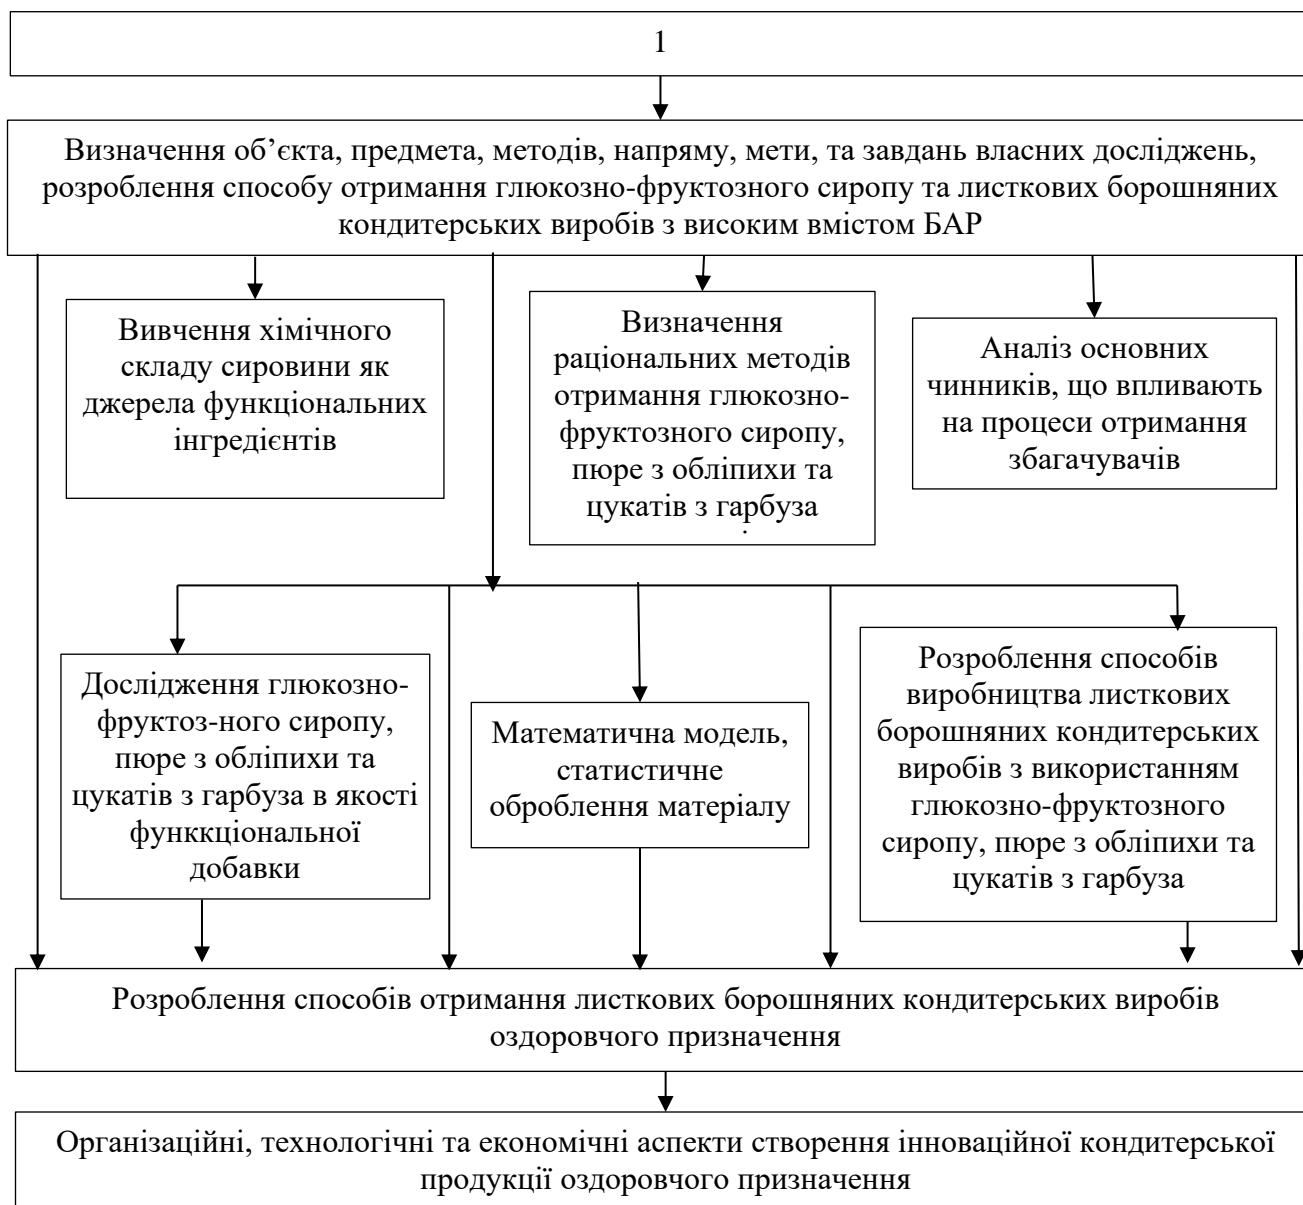 1
Визначення об’єкта, предмета, методів, напряму, мети, та завдань власних досліджень,
розроблення способу отримання глюкозно-фруктозного сиропу та листкових борошняних
кондитерських виробів з високим вмістом БАР
Вивчення хімічного
складу сировини як
джерела функціональних
інгредієнтів
Визначення
раціональних методів
отримання глюкозно-
фруктозного сиропу,
пюре з обліпихи та
цукатів з гарбуза
Аналіз основних
чинників, що впливають
на процеси отримання
збагачувачів
Дослідження глюкозно-
фруктоз-ного сиропу,
пюре з обліпихи та
цукатів з гарбуза в якості
функкціональної
добавки
Математична модель,
статистичне
оброблення матеріалу
Розроблення способів
виробництва листкових
борошняних кондитерських
виробів з використанням
глюкозно-фруктозного
сиропу, пюре з обліпихи та
цукатів з гарбуза
Розроблення способів отримання листкових борошняних кондитерських виробів
оздоровчого призначення
Організаційні, технологічні та економічні аспекти створення інноваційної кондитерської
продукції оздоровчого призначення